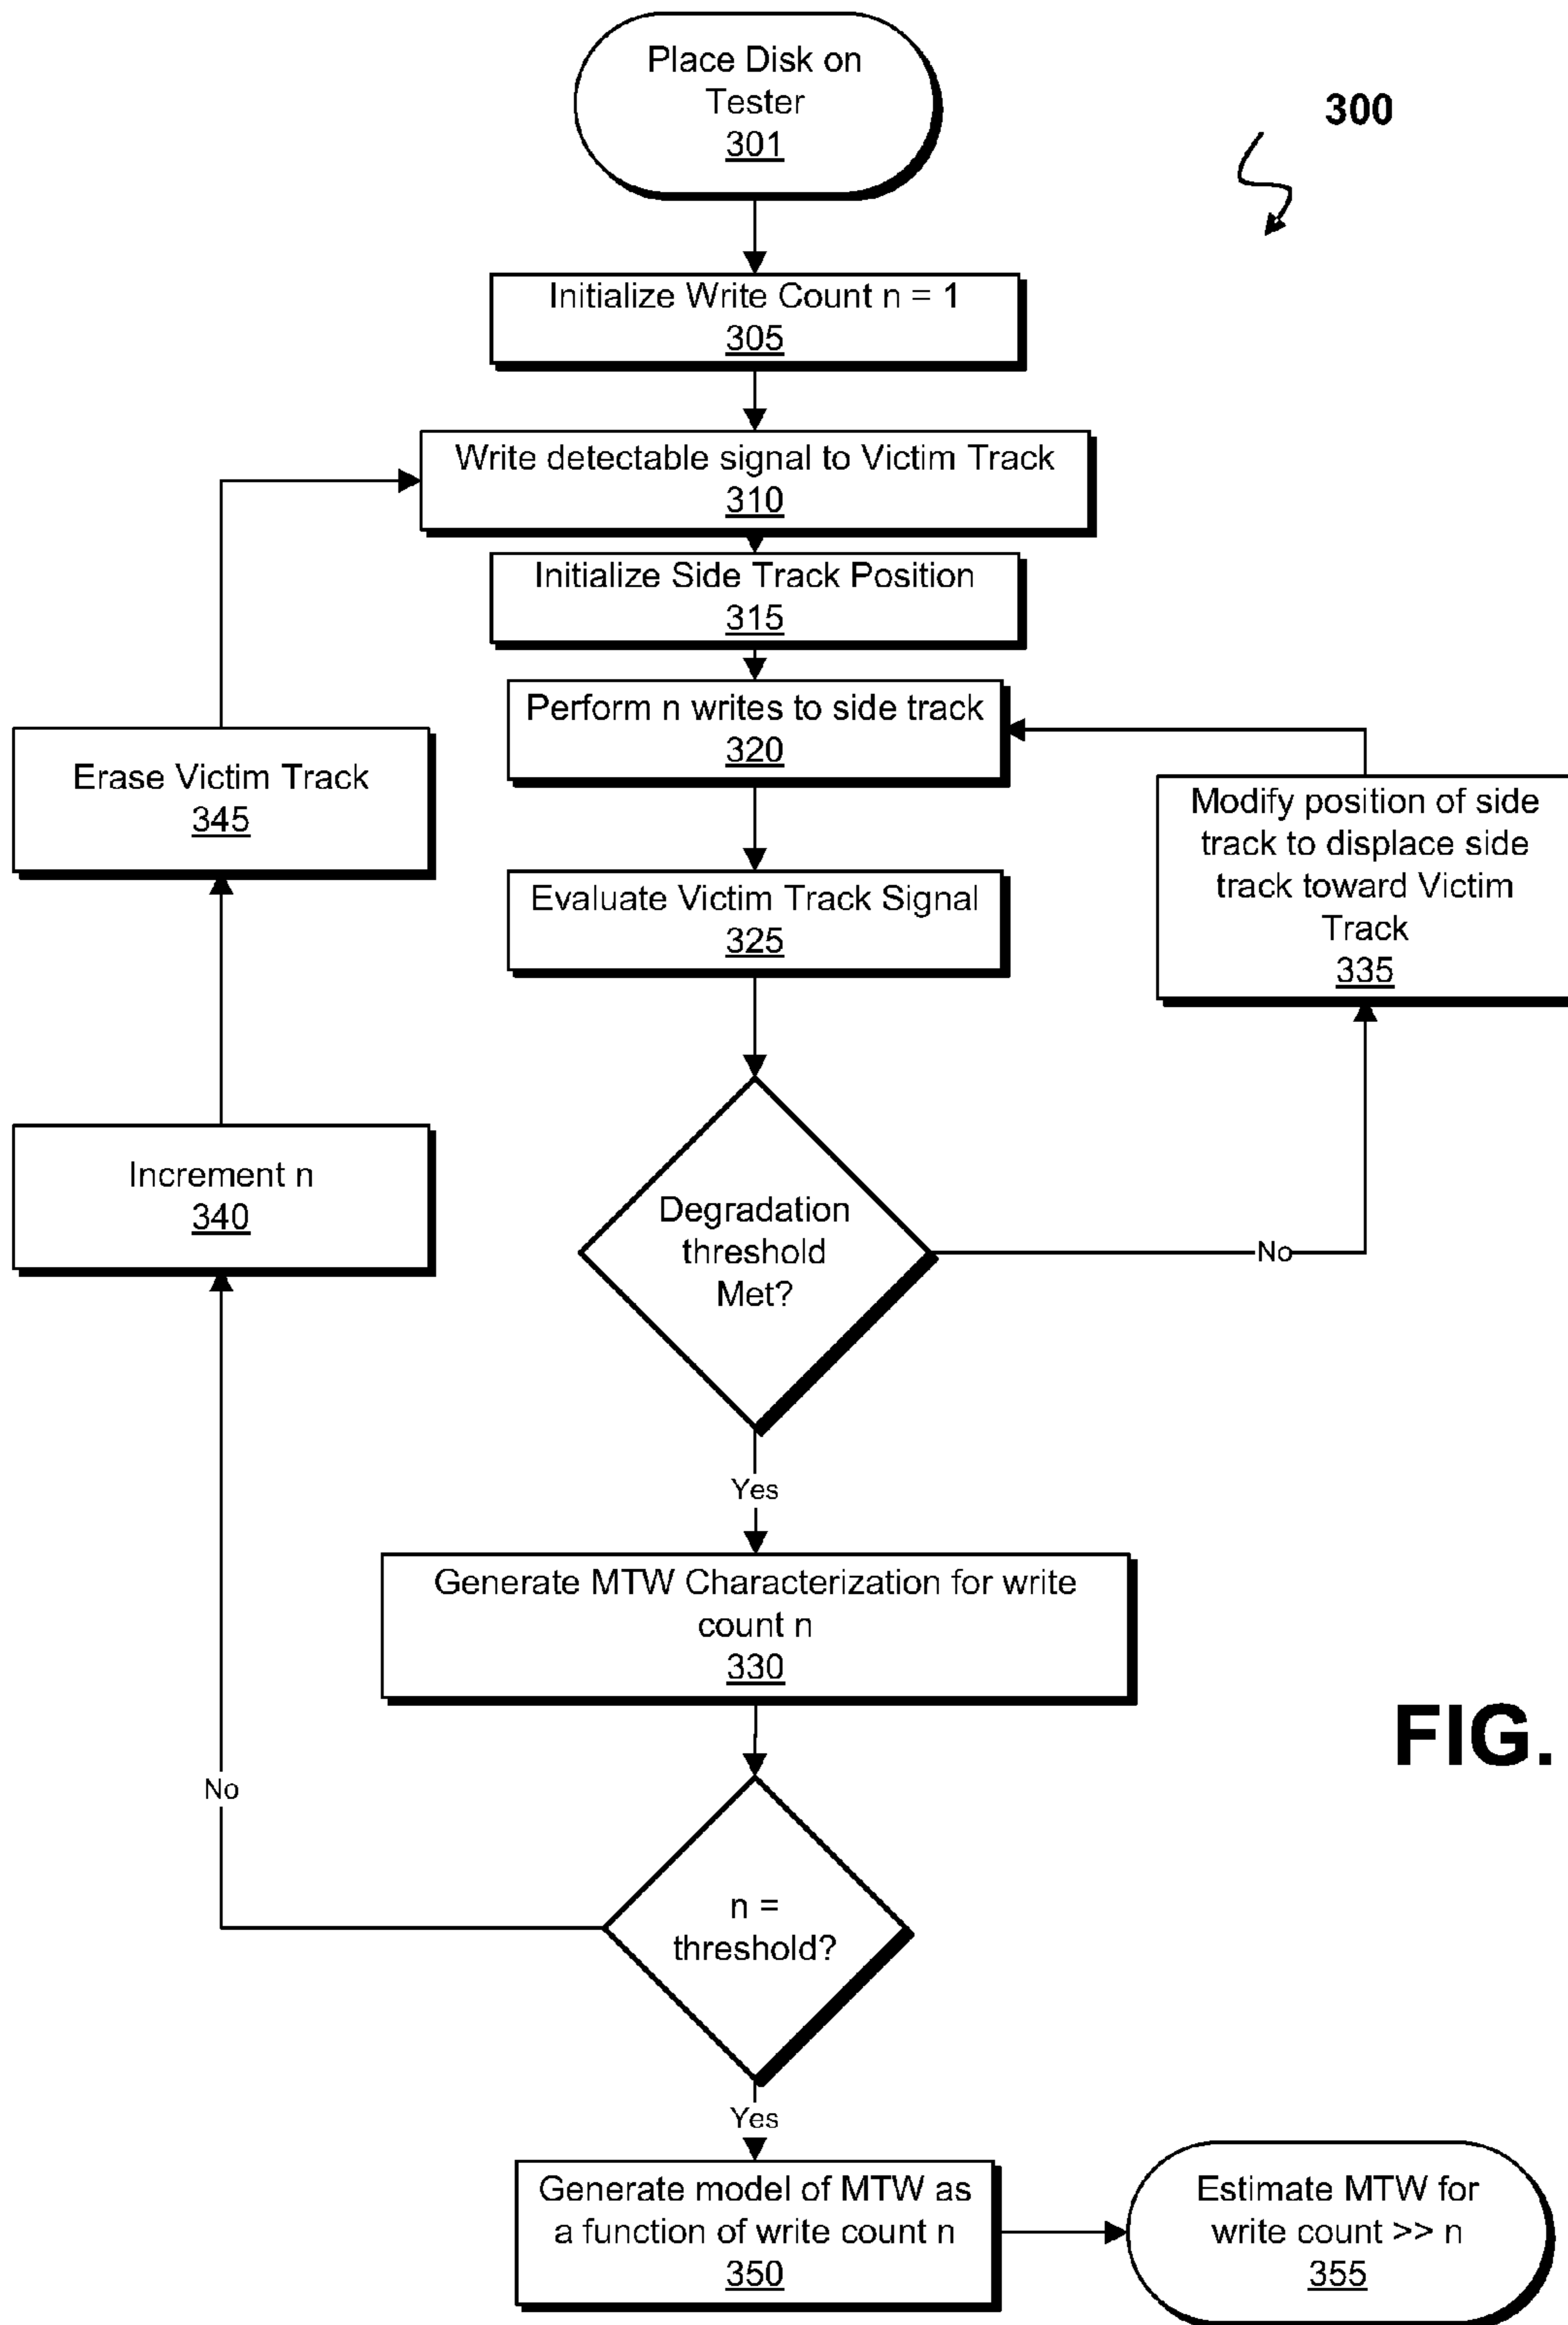 Place Disk on
Tester
301
300
Initialize Write Count n = 1
305
Write detectable signal to Victim Track
310
Initialize Side Track Position
315
Perform n writes to side track
320
Erase Victim Track
345
Modify position of side
track to displace side
track toward Victim
Track
335
Evaluate Victim Track Signal
325
Increment n
340
Degradation
threshold
Met?
No
Yes
Generate MTW Characterization for write
count n
330
FIG.
No
n =
threshold?
Yes
Generate model of MTW as
a function of write count n
350
Estimate MTW for
write count >> n
355